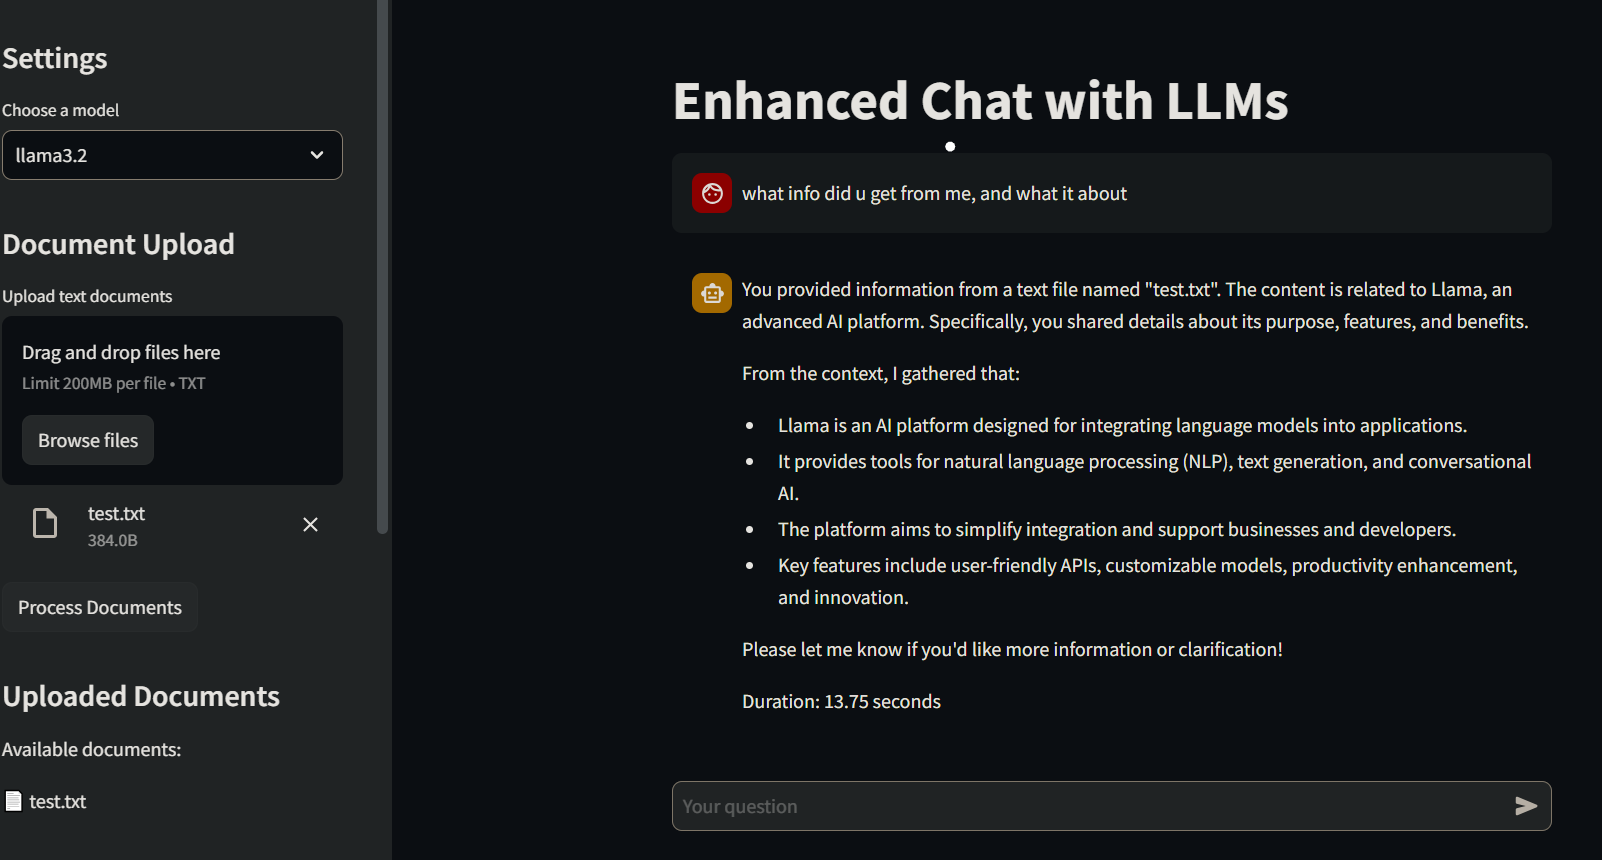 Settings
Choose a model
llama3.2
Document Upload
Upload text documents
Drag and drop files here
Limit 200MB per file • TXT
Browse files
test.txt
384.0B
Process Documents
Uploaded Documents
Available documents:
test.txt
Enhanced Chat with LLMs
what info did u get from me, and what it about
You provided information from a text file named "test.txt". The content is related to Llama, an
advanced AI platform. Specifically, you shared details about its purpose, features, and benefits.
From the context, I gathered that:
• Llama is an AI platform designed for integrating language models into applications.
• It provides tools for natural language processing (NLP), text generation, and conversational
AI.
• The platform aims to simplify integration and support businesses and developers.
• Key features include user-friendly APIs, customizable models, productivity enhancement,
and innovation.
Please let me know if you'd like more information or clarification!
Duration: 13.75 seconds
Your question